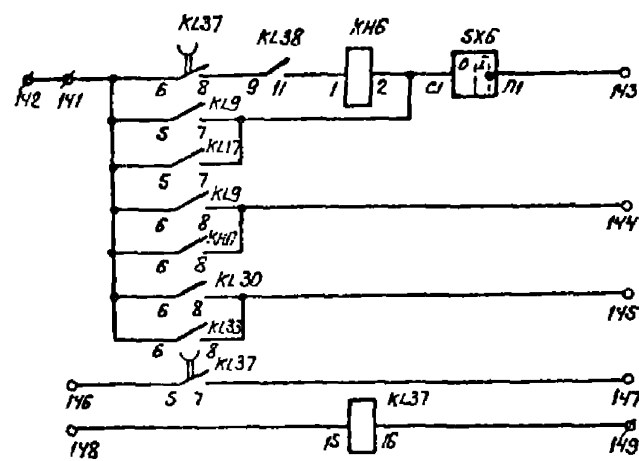 KL37 KL38 KH6 SX6
142 141 6 8 9 11 1 2 C1 О Л1 143
KL9
5 7
KL17
5 7
KL9
6 8 144
6 8
KL30
6 8 145
KL33
6 8
KL37
146 5 7 147
KL37
148 15 16 149